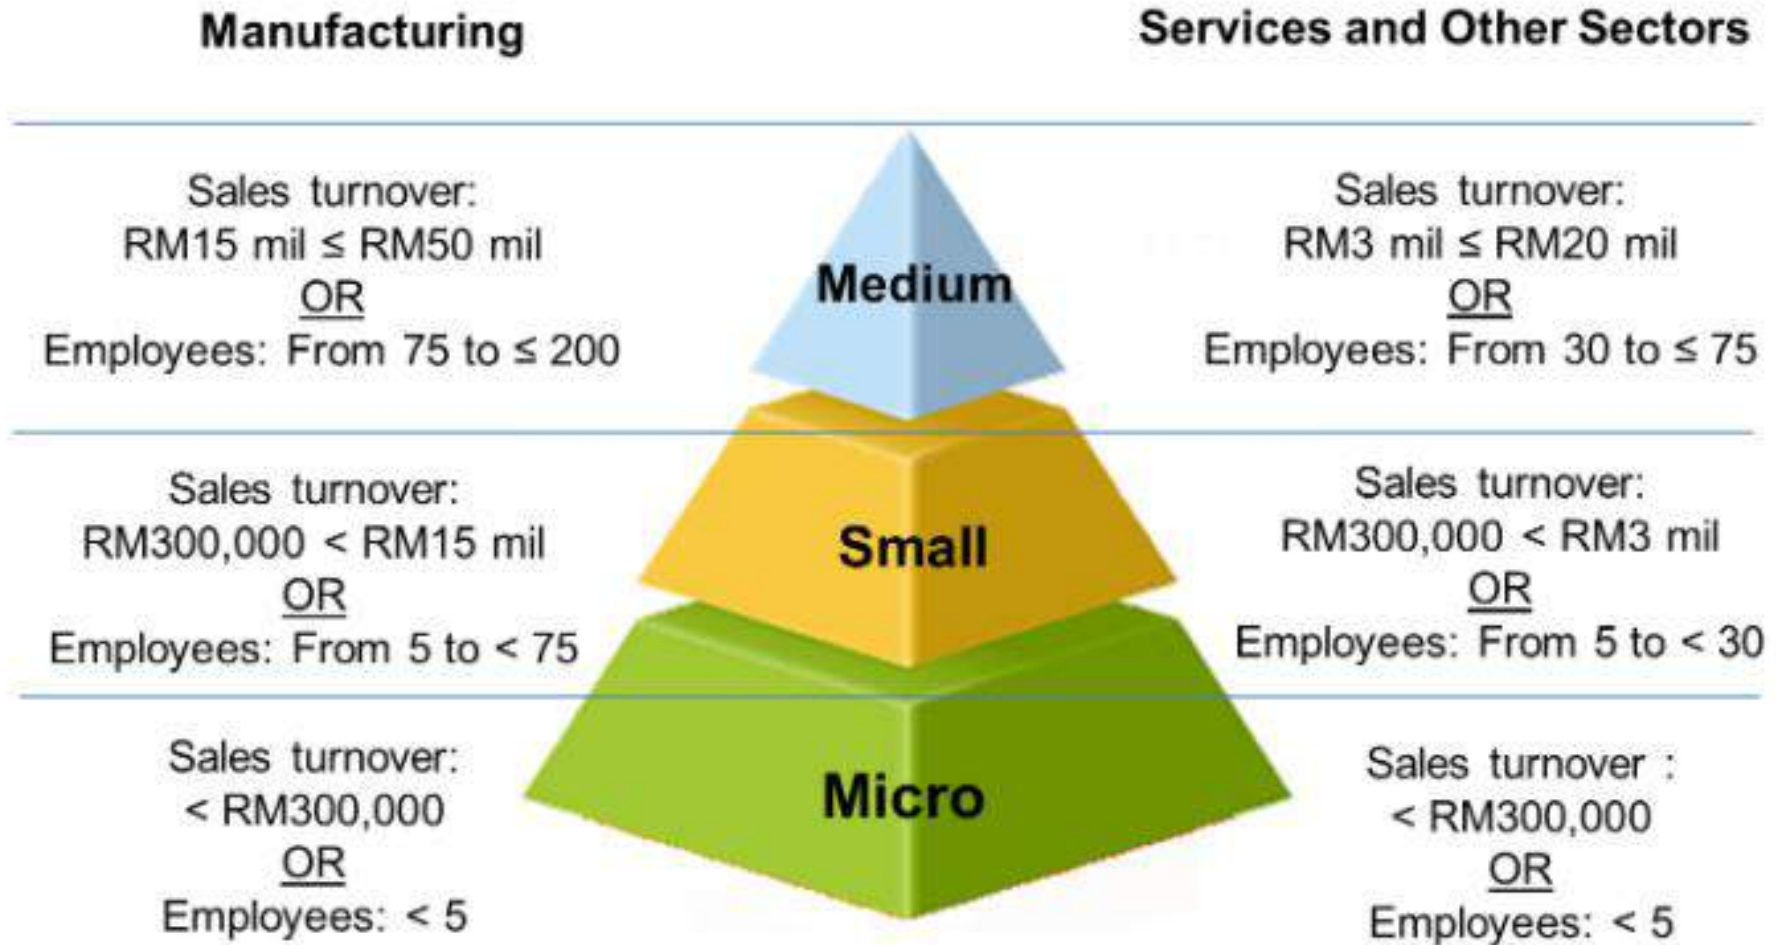 Manufacturing
Services and Other Sectors
Sales turnover:
RM15 mil ≤ RM50 mil
OR
Employees: From 75 to ≤ 200
Medium
Sales turnover:
RM3 mil ≤ RM20 mil
OR
Employees: From 30 to ≤ 75
Sales turnover:
RM300,000 < RM15 mil
OR
Employees: From 5 to < 75
Small
Sales turnover:
RM300,000 < RM3 mil
OR
Employees: From 5 to < 30
Sales turnover:
< RM300,000
OR
Employees: < 5
Micro
Sales turnover :
< RM300,000
OR
Employees: < 5